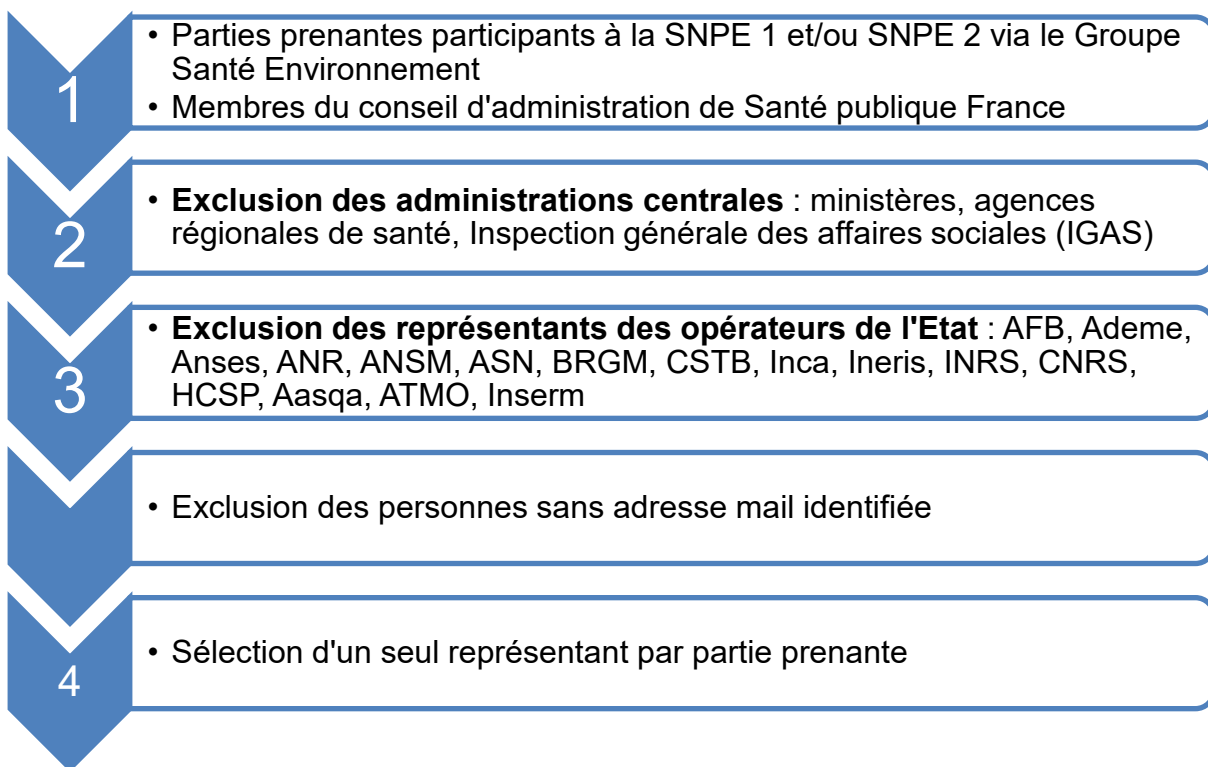 1
• Parties prenantes participants à la SNPE 1 et/ou SNPE 2 via le Groupe
Santé Environnement
• Membres du conseil d'administration de Santé publique France
2
• Exclusion des administrations centrales : ministères, agences
régionales de santé, Inspection générale des affaires sociales (IGAS)
3
• Exclusion des représentants des opérateurs de l'Etat : AFB, Ademe,
Anses, ANR, ANSM, ASN, BRGM, CSTB, Inca, Ineris, INRS, CNRS,
HCSP, Aasqa, ATMO, Inserm
• Exclusion des personnes sans adresse mail identifiée
4
• Sélection d'un seul représentant par partie prenante